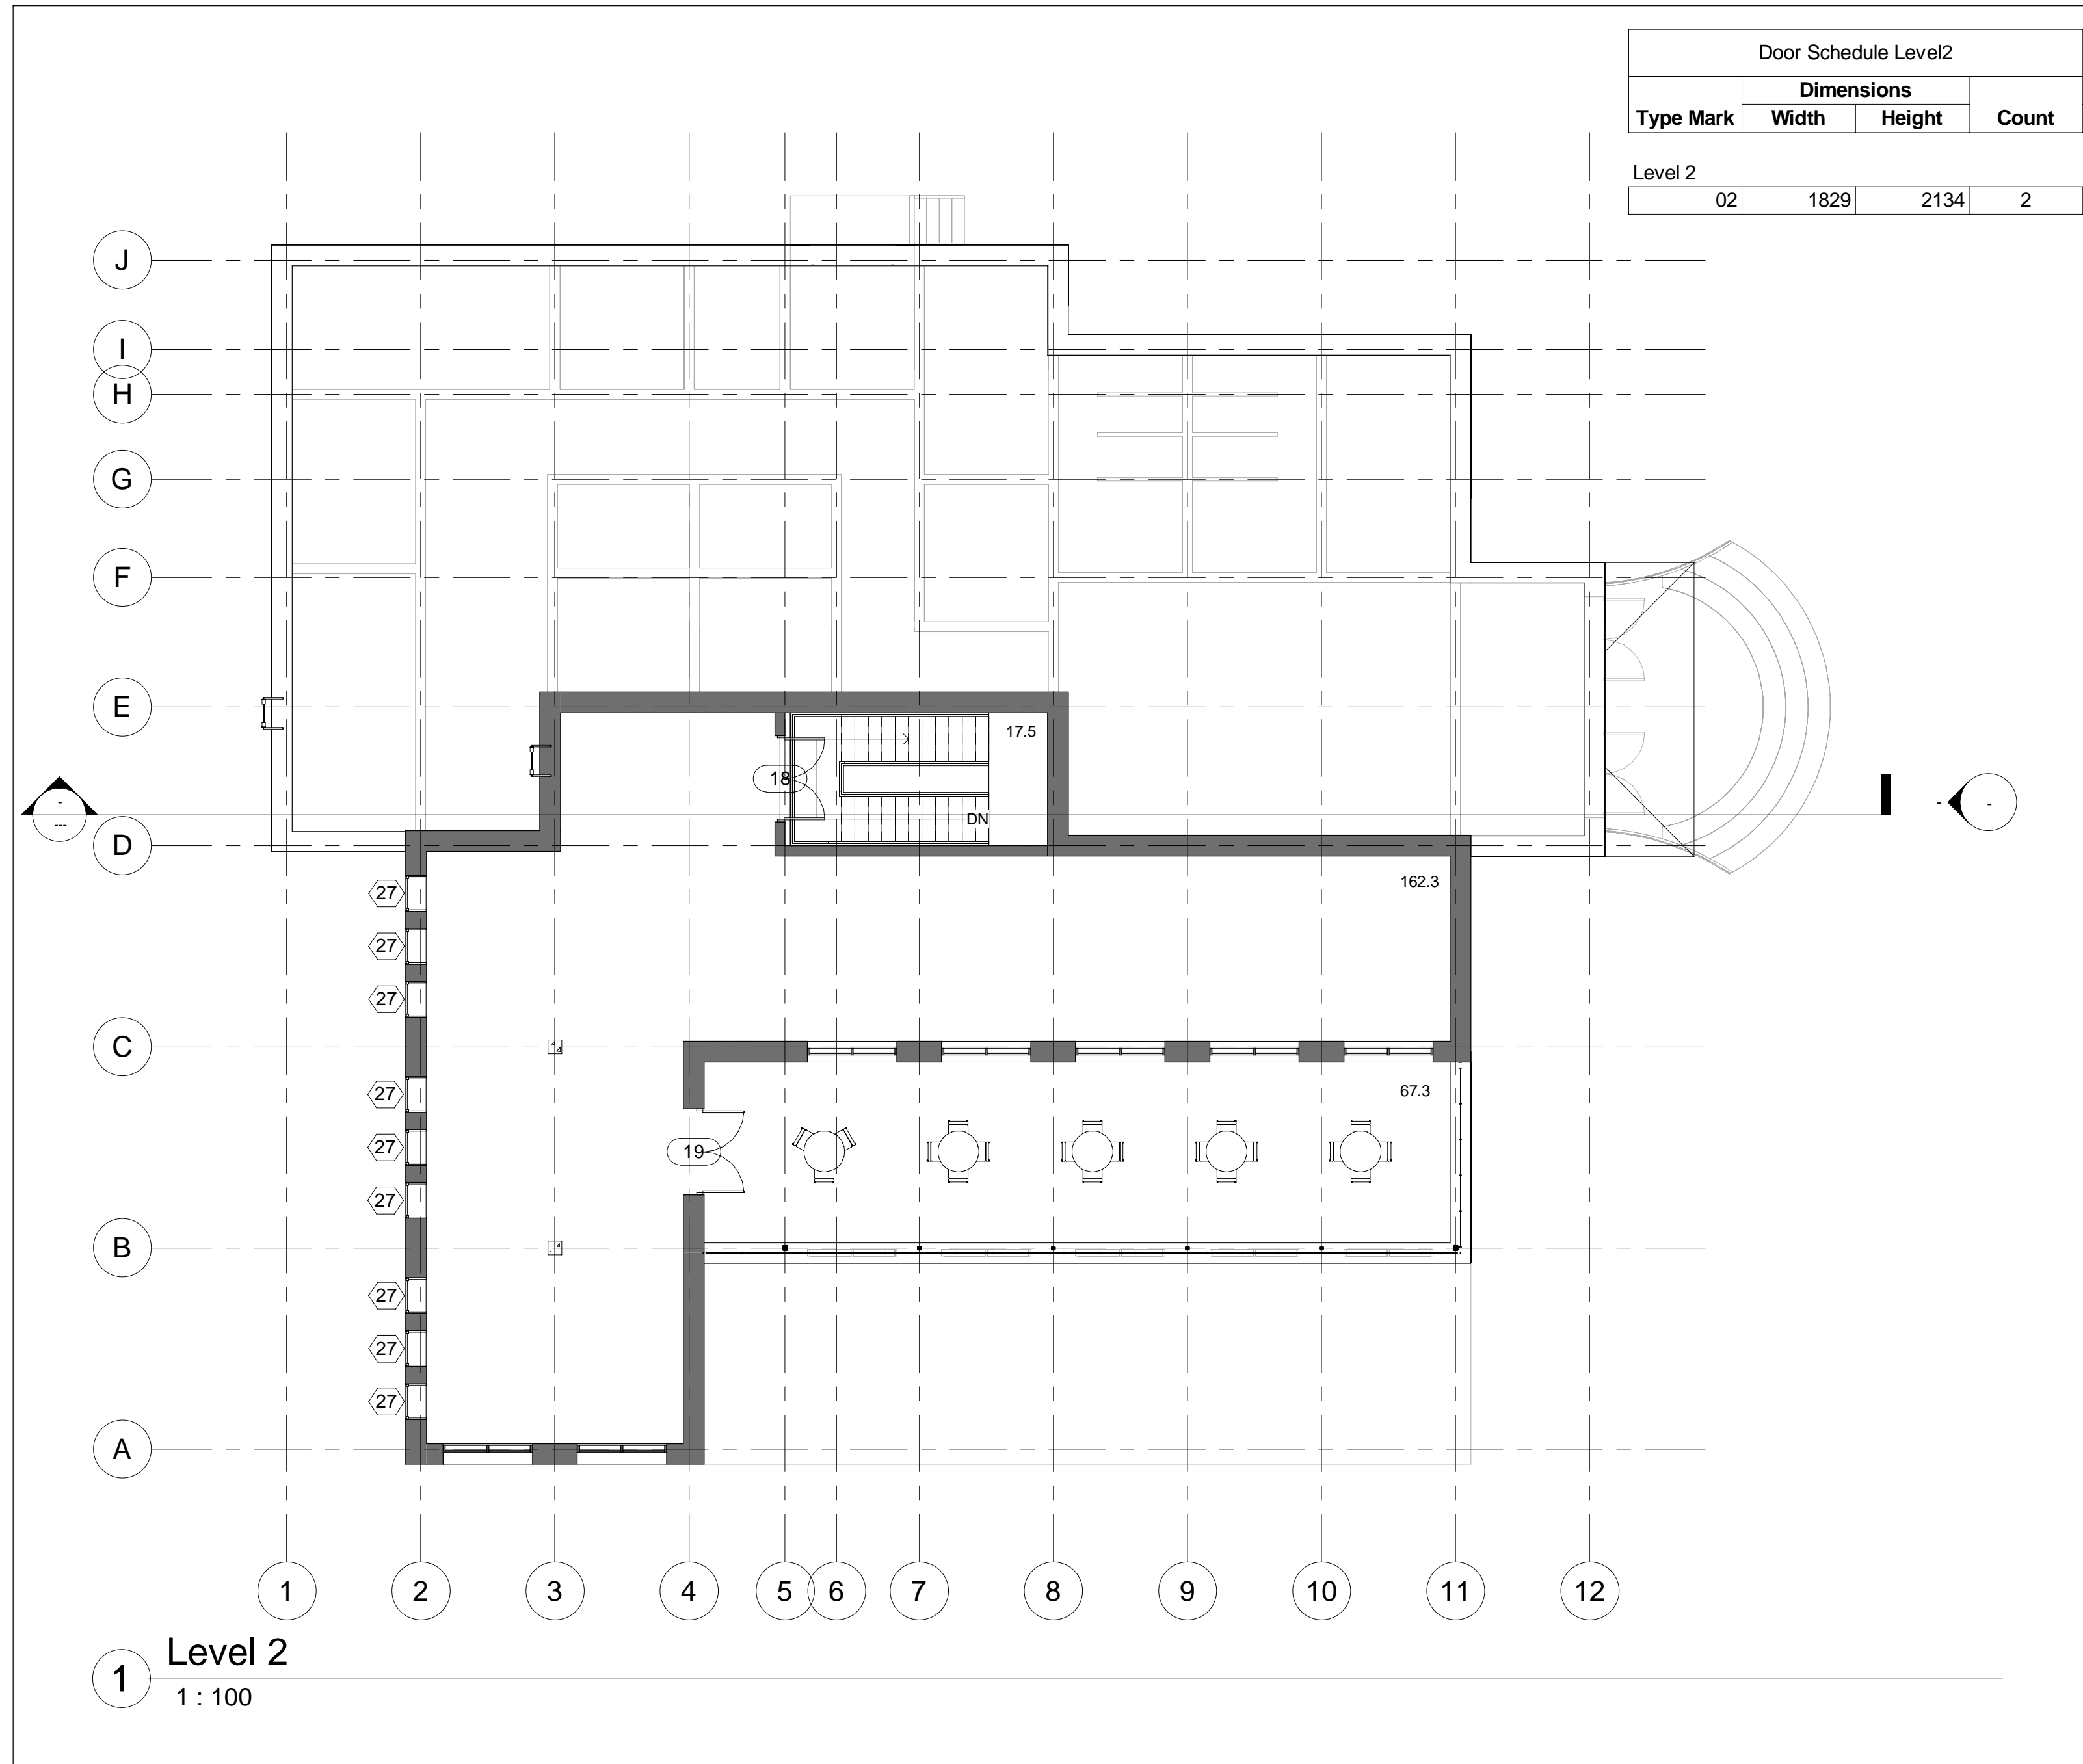 Door Schedule Level2
Dimensions
Type Mark Width Height Count
Level 2
02 1829 2134 2
J
I
H
G
F
E
17.5
18
-
---
-
-
DN
D
162.3
27
27
27
C
67.3
27
27
19
27
B
27
27
27
A
1 2 3 4 5 6 7 8 9 10 11 12
Level 2
1
1 : 100